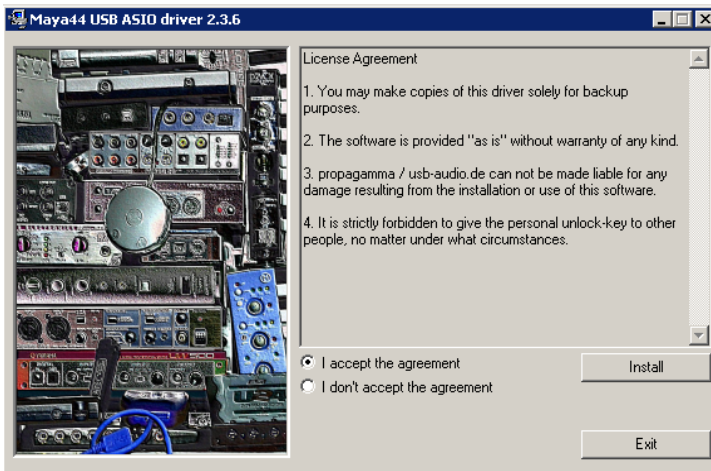 Maya44 USB ASIO driver 2.3.6
License Agreement
1. You may make copies of this driver solely for backup
purposes.
2. The software is provided "as is" without warranty of any kind.
3. propagamma / usb-audio.de can not be made liable for any
damage resulting from the installation or use of this software.
4. It is strictly forbidden to give the personal unlock-key to other
people, no matter under what circumstances.
I accept the agreement
I don't accept the agreement
Install
Exit